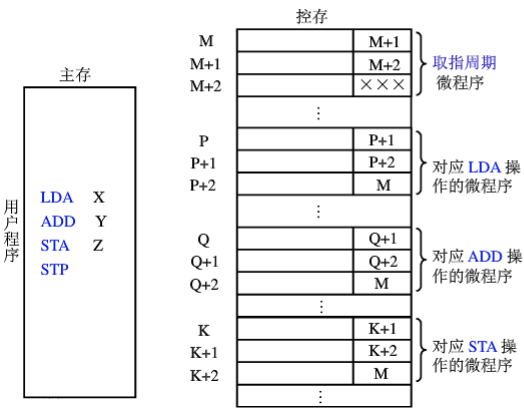 主存
用户程序
LDA X
ADD Y
STA Z
STP
控存
M M+1
M+1 M+2
M+2 ×××
取指周期
微程序
⋮
P P+1
P+1 P+2
P+2 M
对应 LDA 操
作的微程序
⋮
Q Q+1
Q+1 Q+2
Q+2 M
对应 ADD 操
作的微程序
⋮
K K+1
K+1 K+2
K+2 M
对应 STA 操
作的微程序
⋮